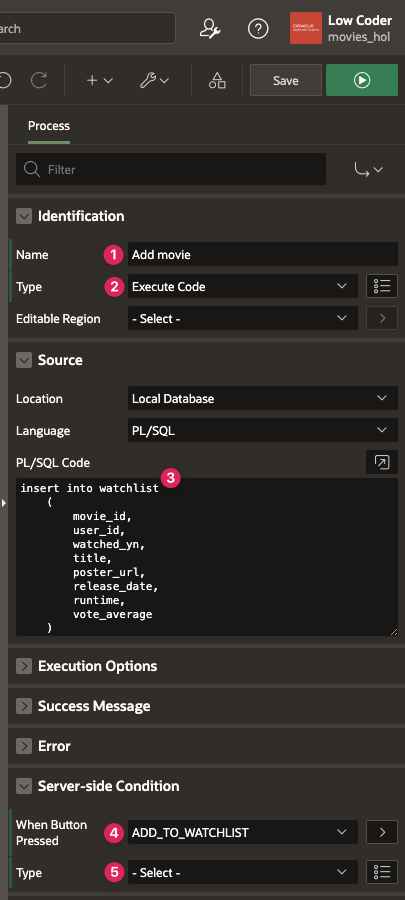 arch
Low Coder
movies_hol
ORACLE
Save
Process
Filter
Identification
Name 1 Add movie
Type 2 Execute Code
Editable Region - Select -
Source
Location Local Database
Language PL/SQL
PL/SQL Code
3
insert into watchlist
(
movie_id,
user_id,
watched_yn,
title,
poster_url,
release_date,
runtime,
vote_average
)
Execution Options
Success Message
Error
Server-side Condition
When Button
Pressed 4 ADD_TO_WATCHLIST
Type 5 - Select -